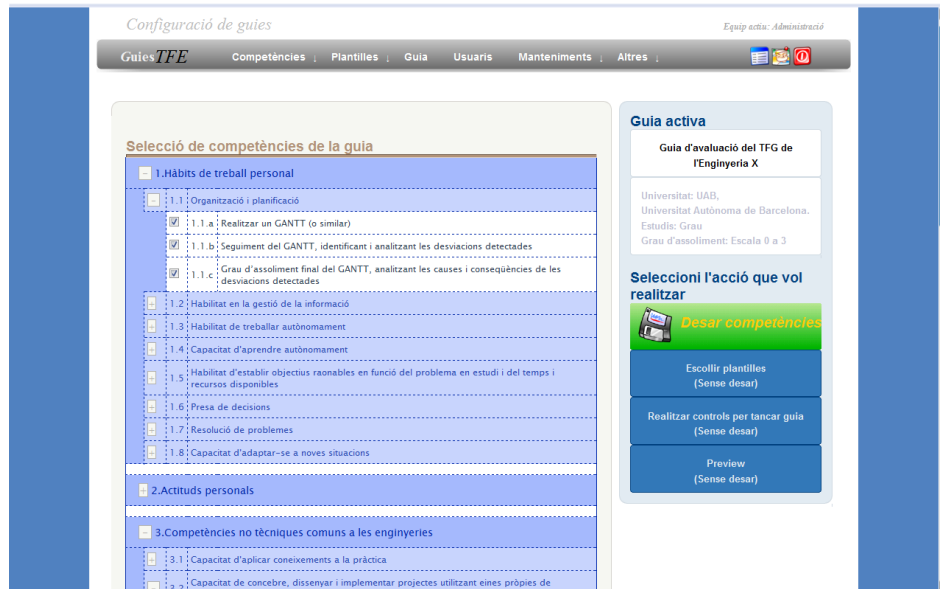 Configuració de guies
Equip actiu: Administració
GuiesTFE
Competències ↓ Plantilles ↓ Guia Usuaris Manteniments ↓ Altres ↓
Selecció de competències de la guia
1.Hàbits de treball personal
1.1 Organització i planificació
1.1.a Realitzar un GANTT (o similar)
1.1.b Seguiment del GANTT, identificant i analitzant les desviacions detectades
1.1.c Grau d'assoliment final del GANTT, analitzant les causes i conseqüències de les
desviacions detectades
1.2 Habilitat en la gestió de la informació
1.3 Habilitat de treballar autònomament
1.4 Capacitat d'aprendre autònomament
1.5 Habilitat d'establir objectius raonables en funció del problema en estudi i del temps i
recursos disponibles
1.6 Presa de decisions
1.7 Resolució de problemes
1.8 Capacitat d'adaptar-se a noves situacions
2.Actituds personals
3.Competències no tècniques comuns a les enginyeries
3.1 Capacitat d'aplicar coneixements a la pràctica
3.2 Capacitat de concebre, dissenyar i implementar projectes utilitzant eines pròpies de
Guia activa
Guia d'avaluació del TFG de
l'Enginyeria X
Universitat: UAB,
Universitat Autònoma de Barcelona.
Estudis: Grau
Grau d'assoliment: Escala 0 a 3
Seleccioni l'acció que vol
realitzar
Desar competències
Escollir plantilles
(Sense desar)
Realitzar controls per tancar guia
(Sense desar)
Preview
(Sense desar)